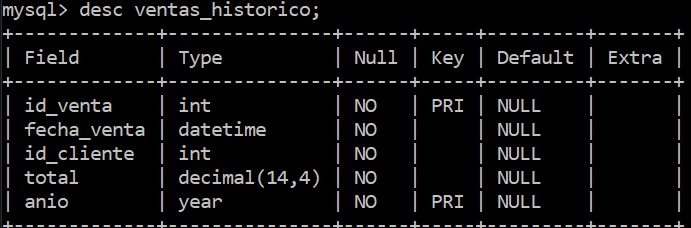 mysql> desc ventas_historico;
+-------------+---------------+------+-----+---------+-------+
| Field       | Type          | Null | Key | Default | Extra |
+-------------+---------------+------+-----+---------+-------+
| id_venta    | int           | NO   | PRI | NULL    |       |
| fecha_venta | datetime      | NO   |     | NULL    |       |
| id_cliente  | int           | NO   |     | NULL    |       |
| total       | decimal(14,4) | NO   |     | NULL    |       |
| anio        | year          | NO   | PRI | NULL    |       |
+-------------+---------------+------+-----+---------+-------+